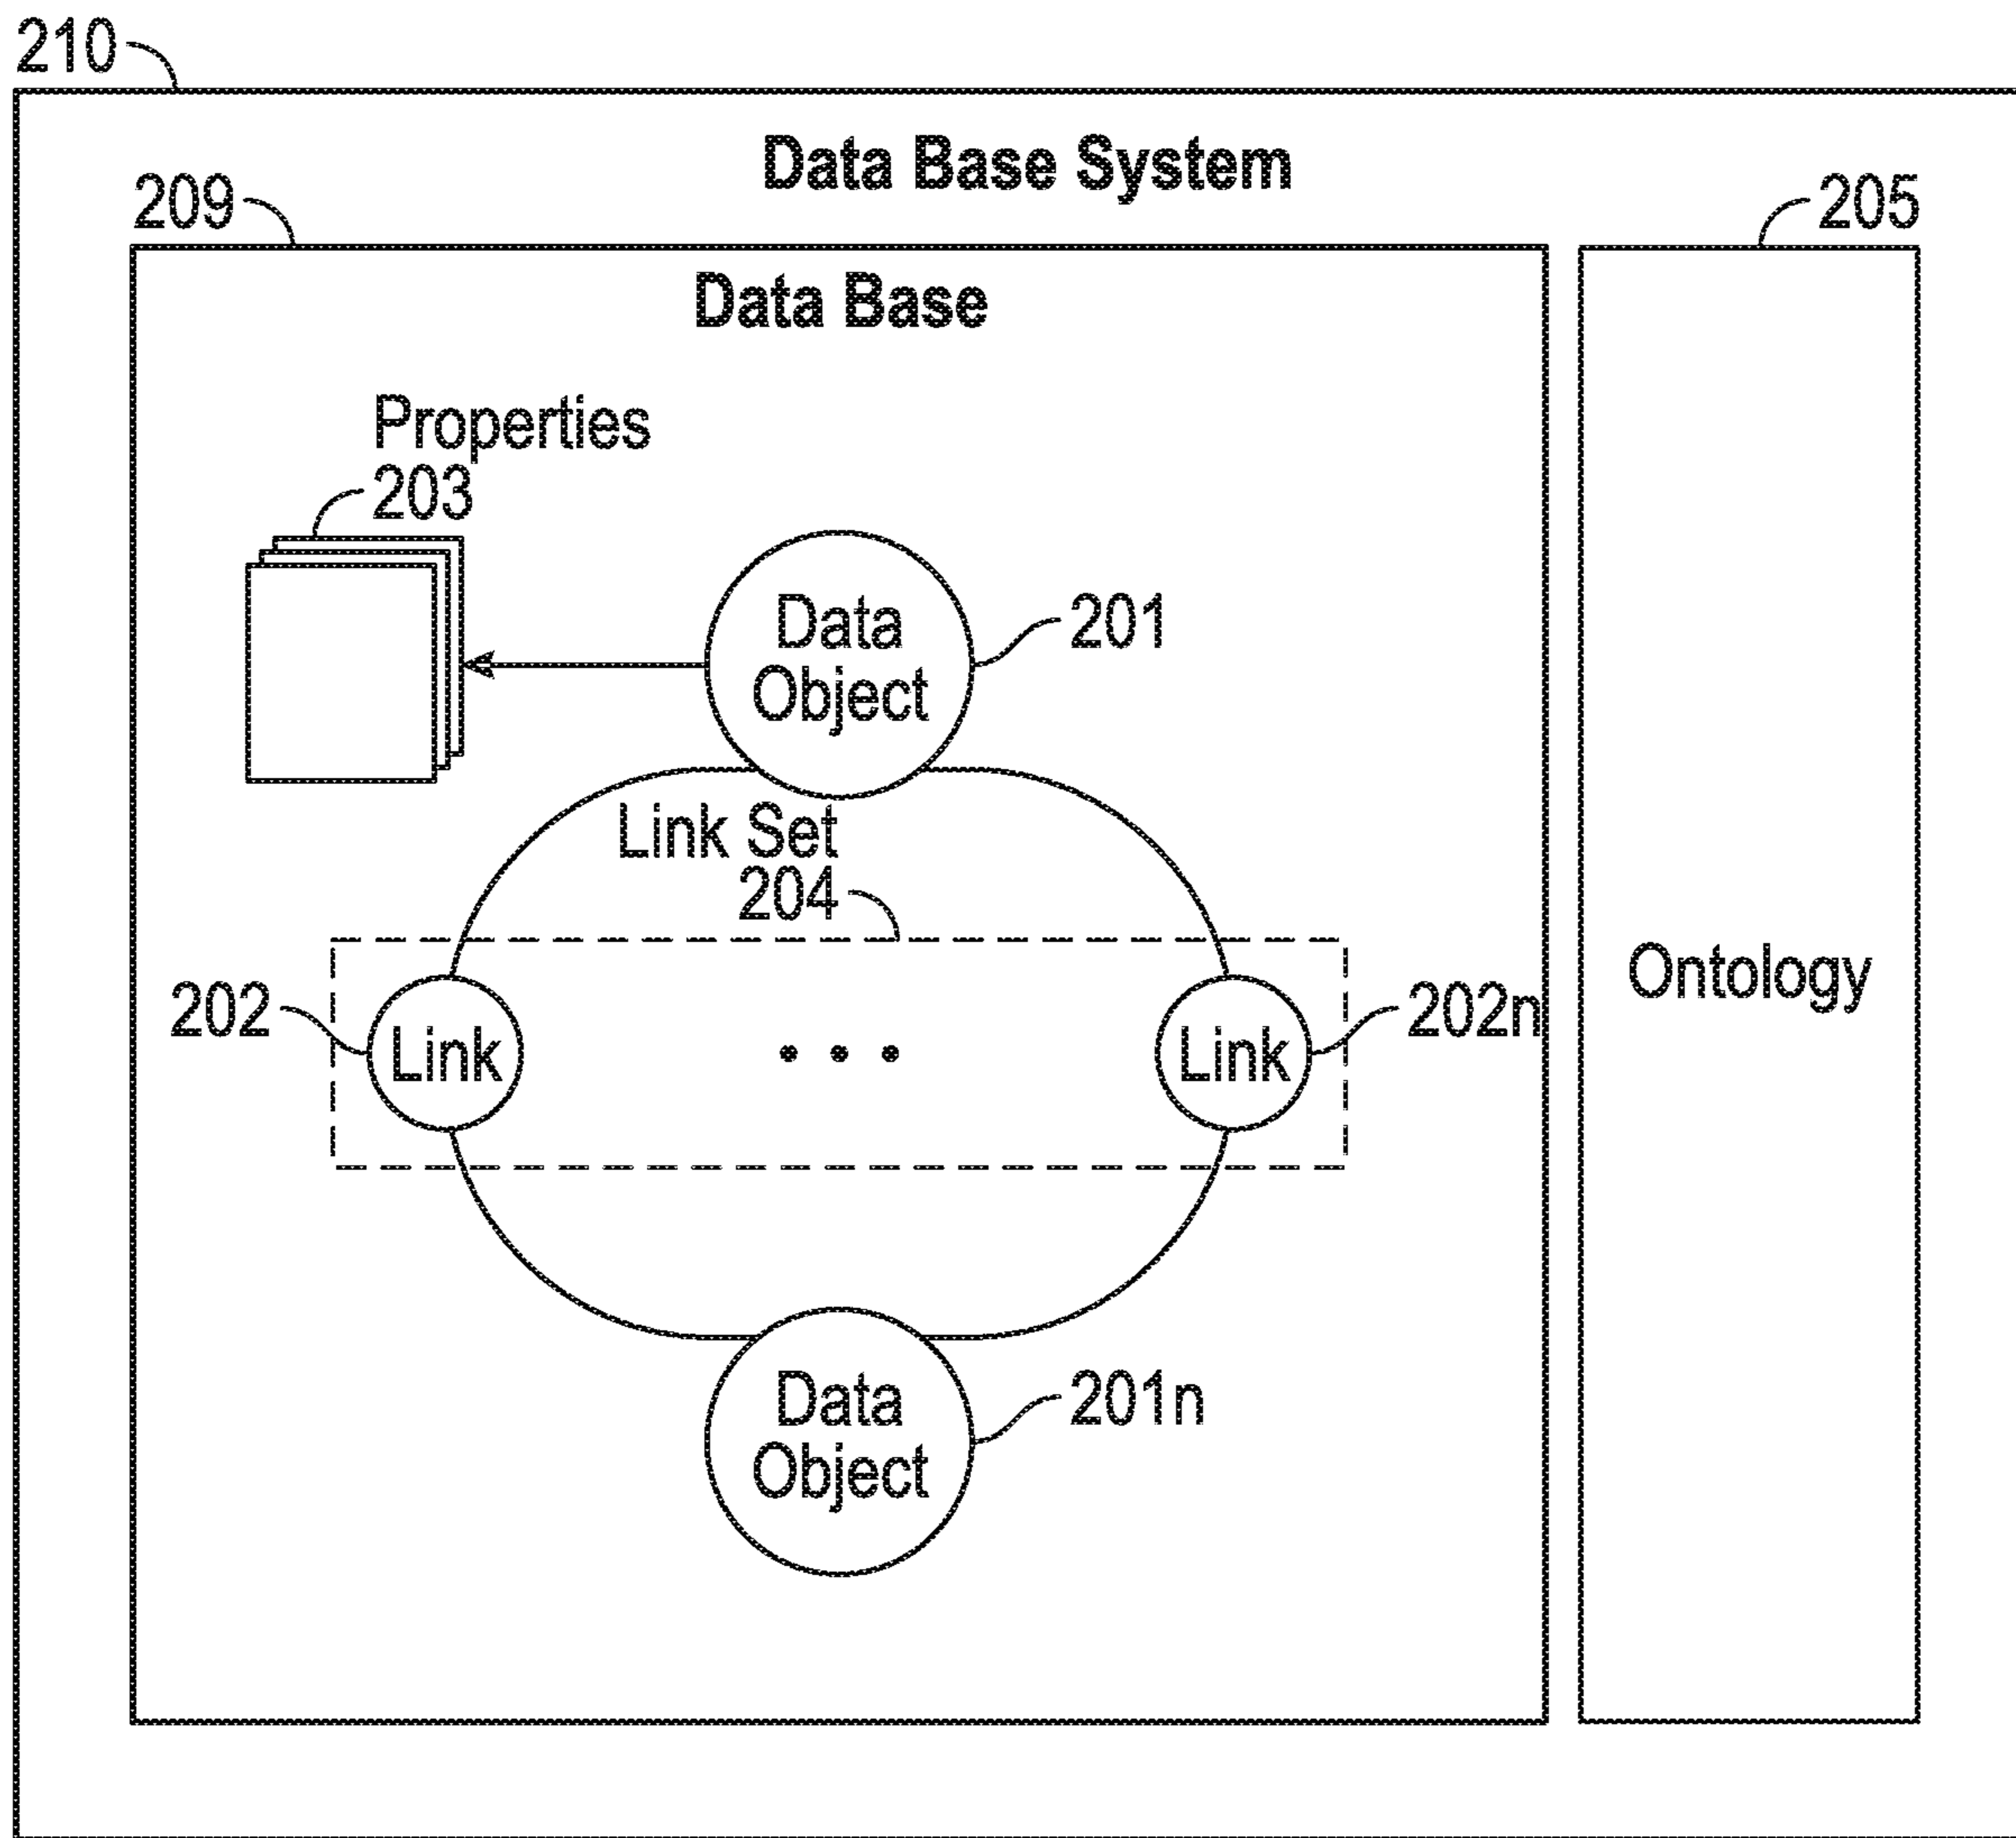 210
Data Base System
209
205
Data Base
Properties
203
Data
Object
201
Link Set
204
202
Link
Link
202n
Ontology
Data
Object
201n